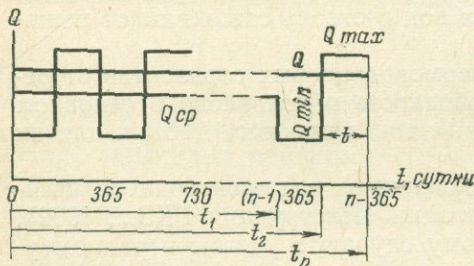 Q
Q max
Q
Q ср
Q min
t
t, сутки
0 365 730 (n-1) 365 n-365
t₁
t₂
tₙ